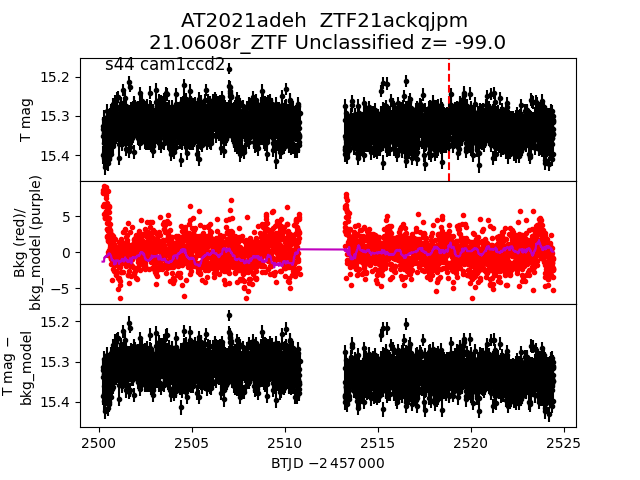 AT2021adeh  ZTF21ackqjpm
21.0608r_ZTF Unclassified z= -99.0
s44 cam1ccd2
15.2
15.3
15.4
T mag
5
0
−5
Bkg (red)/
bkg_model (purple)
15.2
15.3
15.4
T mag −
bkg_model
2500
2505
2510
2515
2520
2525
BTJD −2 457 000